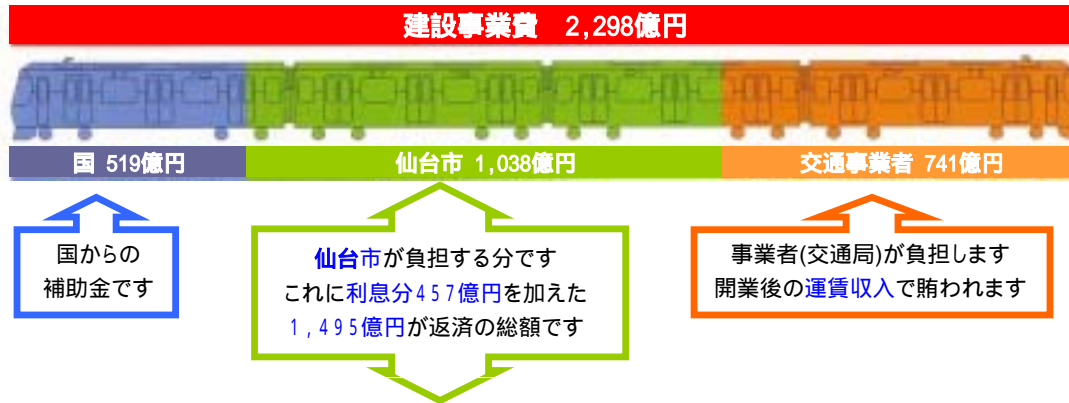 建設事業費　2,298億円
国 519億円
仙台市 1,038億円
交通事業者 741億円
国からの
補助金です
仙台市が負担する分です
これに利息分457億円を加えた
1,495億円が返済の総額です
事業者(交通局)が負担します
開業後の運賃収入で賄われます